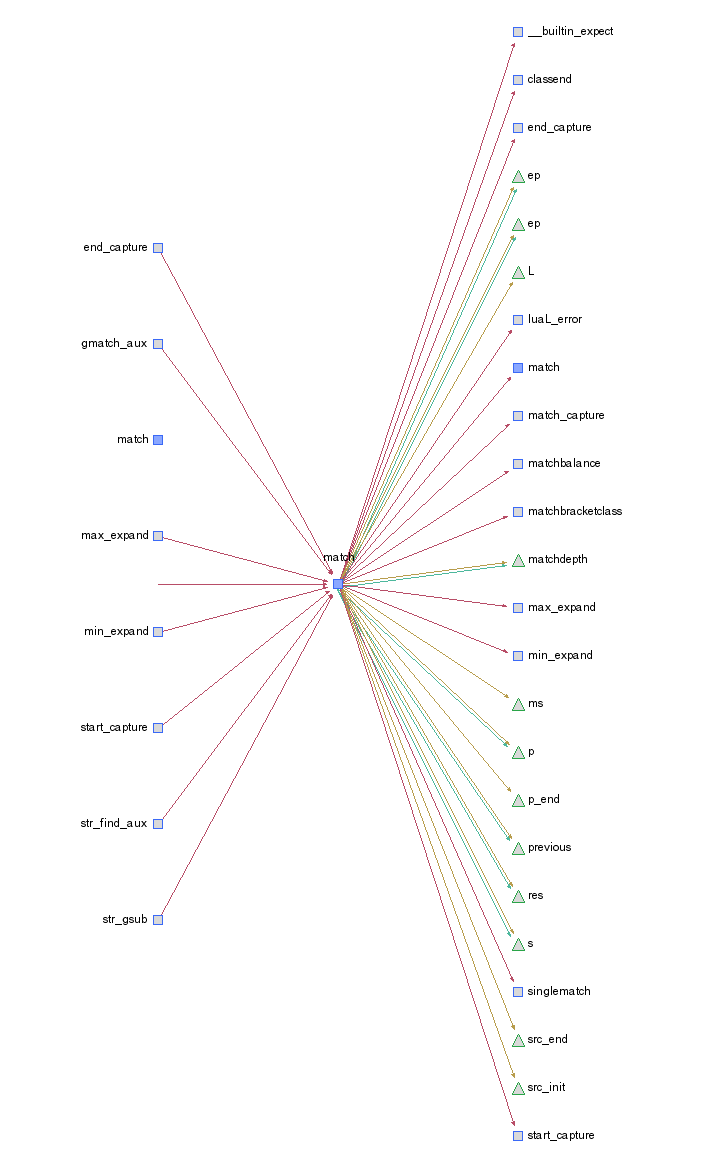 __builtin_expect
classend
end_capture
ep
ep
end_capture
L
luaL_error
gmatch_aux
match
match_capture
match
matchbalance
matchbracketclass
max_expand
match
matchdepth
max_expand
min_expand
min_expand
ms
start_capture
p
p_end
str_find_aux
previous
res
str_gsub
s
singlematch
src_end
src_init
start_capture